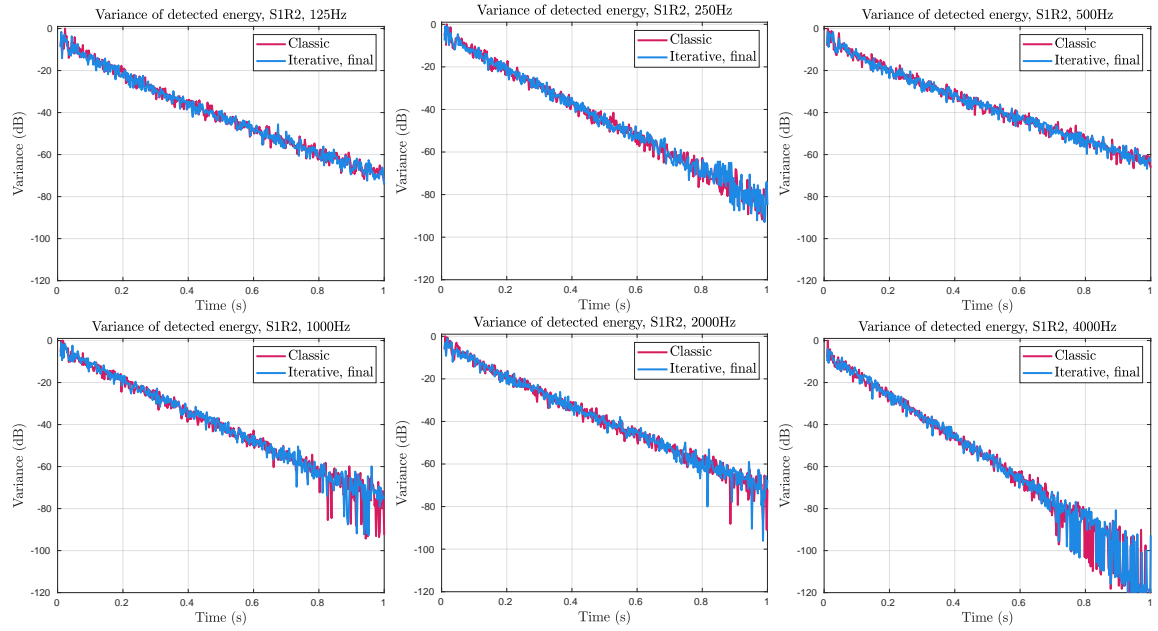 Variance of detected energy, S1R2, 125Hz
0
-20
-40
-60
-80
-100
-120
Variance (dB)
Classic
Iterative, final
0
0.2
0.4
0.6
0.8
1
Time (s)
Variance of detected energy, S1R2, 250Hz
0
-20
-40
-60
-80
-100
-120
Variance (dB)
Classic
Iterative, final
0
0.2
0.4
0.6
0.8
1
Time (s)
Variance of detected energy, S1R2, 500Hz
0
-20
-40
-60
-80
-100
-120
Variance (dB)
Classic
Iterative, final
0
0.2
0.4
0.6
0.8
1
Time (s)
Variance of detected energy, S1R2, 1000Hz
0
-20
-40
-60
-80
-100
-120
Variance (dB)
Classic
Iterative, final
0
0.2
0.4
0.6
0.8
1
Time (s)
Variance of detected energy, S1R2, 2000Hz
0
-20
-40
-60
-80
-100
-120
Variance (dB)
Classic
Iterative, final
0
0.2
0.4
0.6
0.8
1
Time (s)
Variance of detected energy, S1R2, 4000Hz
0
-20
-40
-60
-80
-100
-120
Variance (dB)
Classic
Iterative, final
0
0.2
0.4
0.6
0.8
1
Time (s)